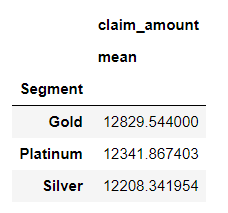 claim_amount
mean
Segment
Gold 12829.544000
Platinum 12341.867403
Silver 12208.341954